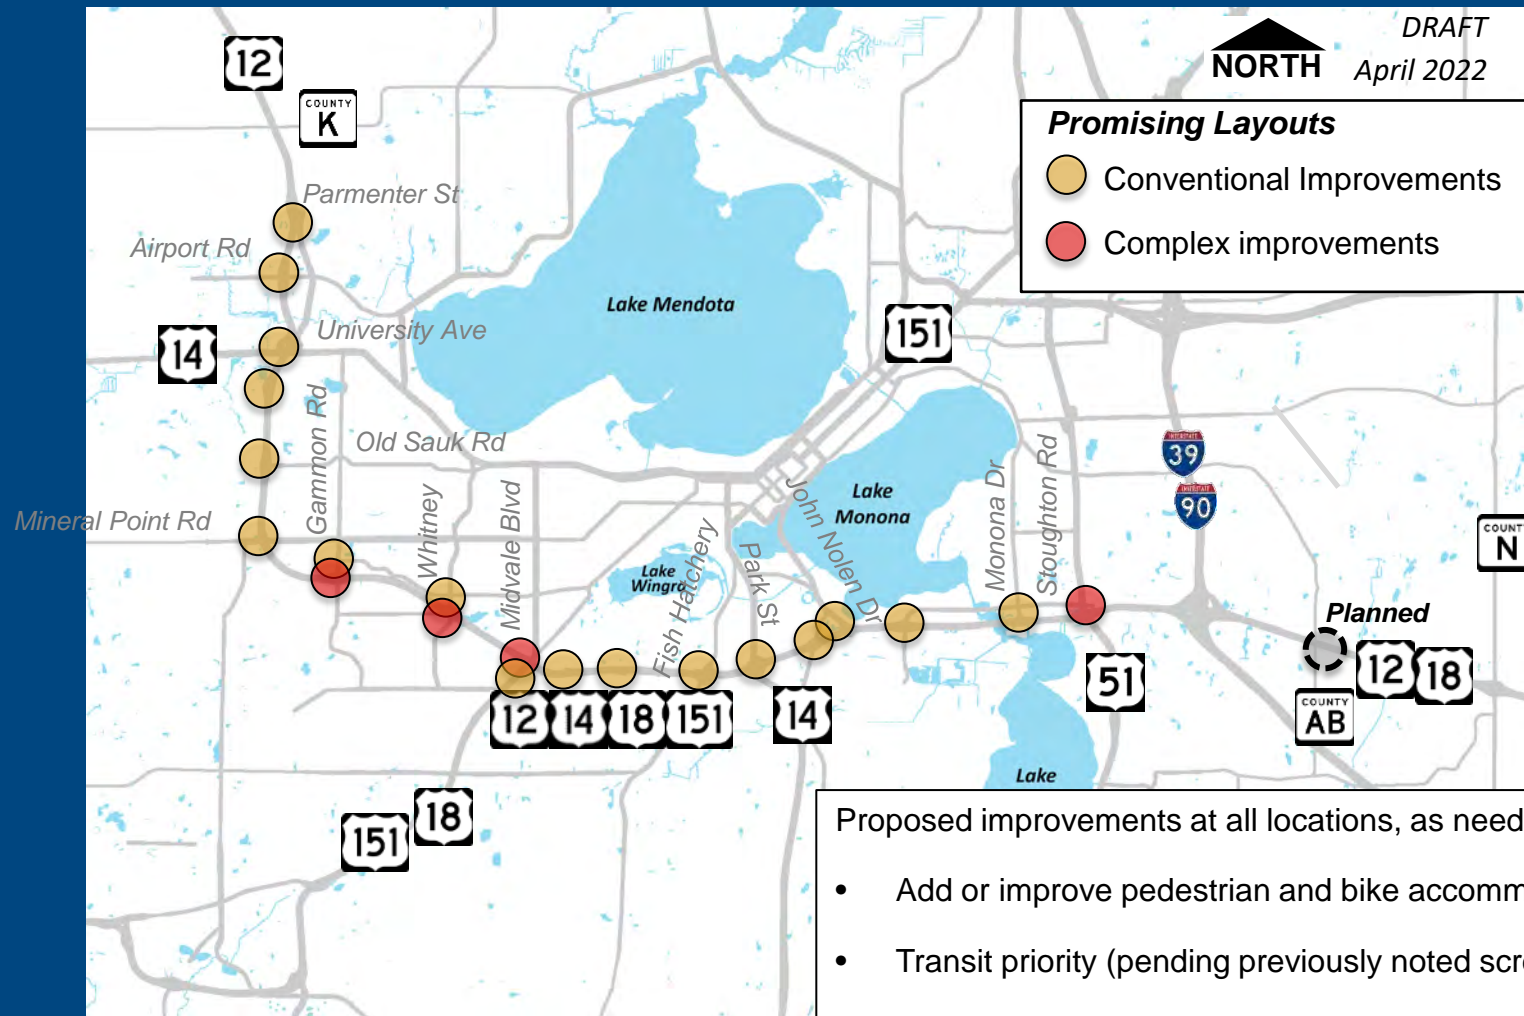 DRAFT
April 2022
NORTH
Promising Layouts
Conventional Improvements
Complex improvements
12
COUNTY
K
Parmenter St
Airport Rd
Lake Mendota
University Ave
14
151
Gammon Rd
Old Sauk Rd
INTERSTATE
39
INTERSTATE
90
Mineral Point Rd
Whitney
Midvale Blvd
Lake
Wingra
Fish Hatchery
Park St
John Nolen Dr
Lake
Monona
Monona Dr
Stoughton Rd
COUNT
N
Planned
12 18
COUNTY
AB
51
12 14 18 151
14
Lake
18
151
Proposed improvements at all locations, as need
• Add or improve pedestrian and bike accomm
• Transit priority (pending previously noted scr